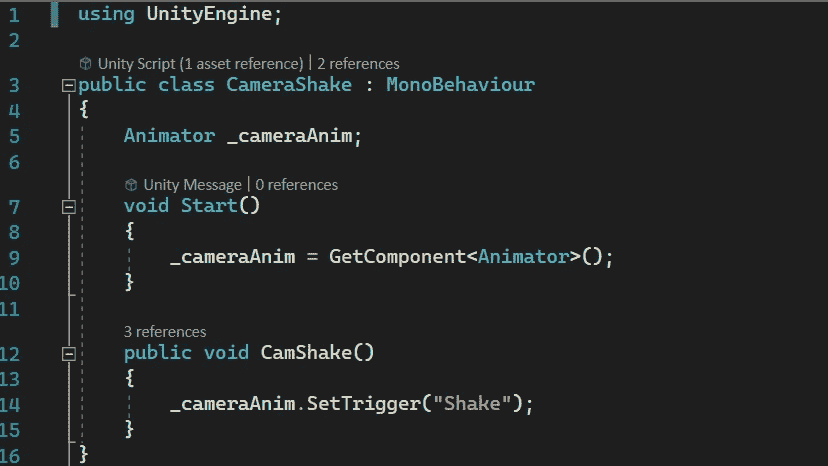 1 using UnityEngine;
2
Unity Script (1 asset reference) | 2 references
3 public class CameraShake : MonoBehaviour
4 {
5 Animator _cameraAnim;
6
Unity Message | 0 references
7 void Start()
8 {
9 _cameraAnim = GetComponent<Animator>();
10 }
11
3 references
12 public void CamShake()
13 {
14 _cameraAnim.SetTrigger("Shake");
15 }
16 }